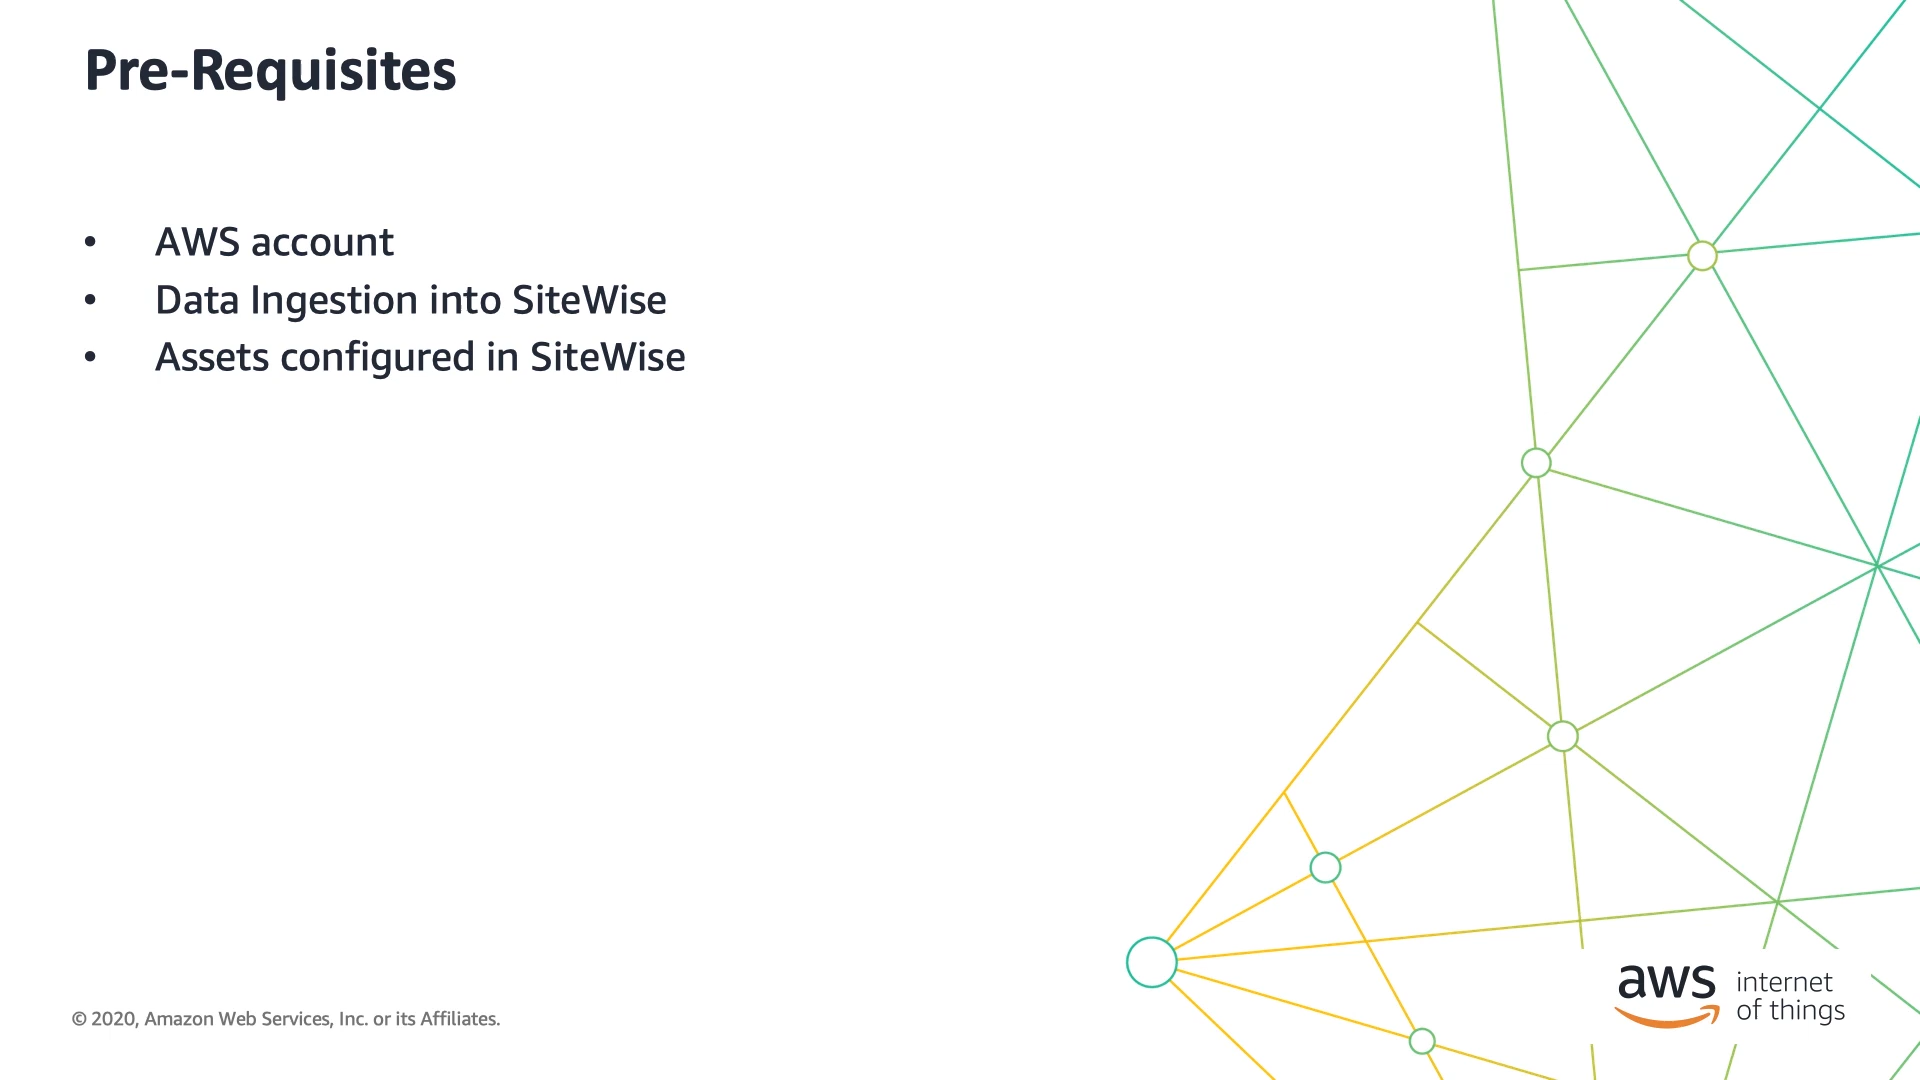 Pre-Requisites
• AWS account
• Data Ingestion into SiteWise
• Assets configured in SiteWise
© 2020, Amazon Web Services, Inc. or its Affiliates.
aws internet
of things